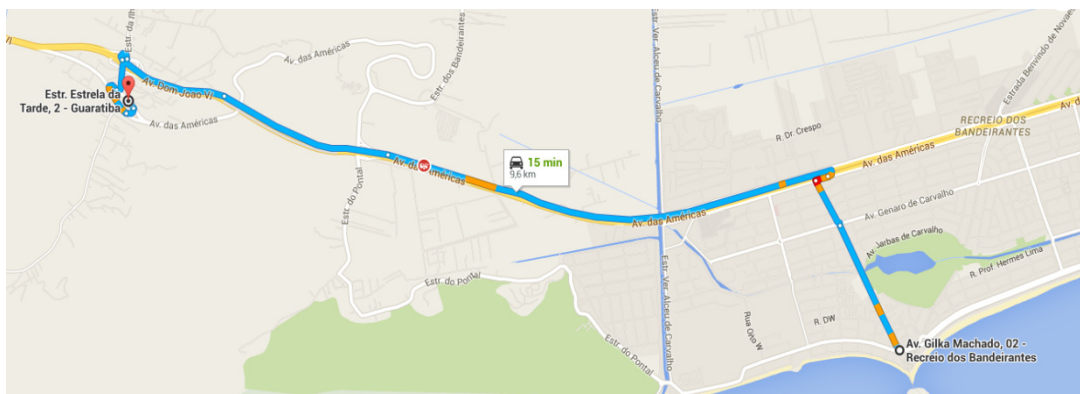 VI
Estr. da Ilha
Av. das Américas
Estr. dos Bandeirantes
Av. Dom João VI
Estr. Estrela da
Tarde, 2 - Guaratiba
Av. das Américas
Estr. Ver. Alceu de Carvalho
Estrada Benvindo de Novaes
RECREIO DOS
BANDEIRANTES
R. Dr. Crespo
Av. das Américas
15 min
9,6 km
Av. das Américas
Estr. do Pontal
Av. das Américas
Av. Genaro de Carvalho
Av. Jarbas de Carvalho
R. Prof. Hermes Lima
Estr. do Pontal
Estr. Ver. Alceu de Carvalho
Rua Oito W
R. DW
Estr. do Pontal
Av. Gilka Machado, 02 -
Recreio dos Bandeirantes